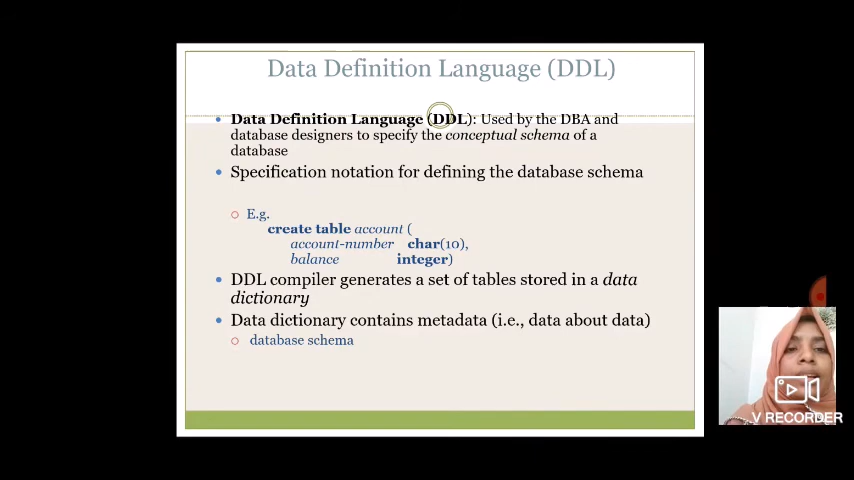 Data Definition Language (DDL)
Data Definition Language (DDL): Used by the DBA and
database designers to specify the conceptual schema of a
database
Specification notation for defining the database schema
E.g.
create table account (
account-number char(10),
balance integer)
DDL compiler generates a set of tables stored in a data
dictionary
Data dictionary contains metadata (i.e., data about data)
database schema
V RECORDER